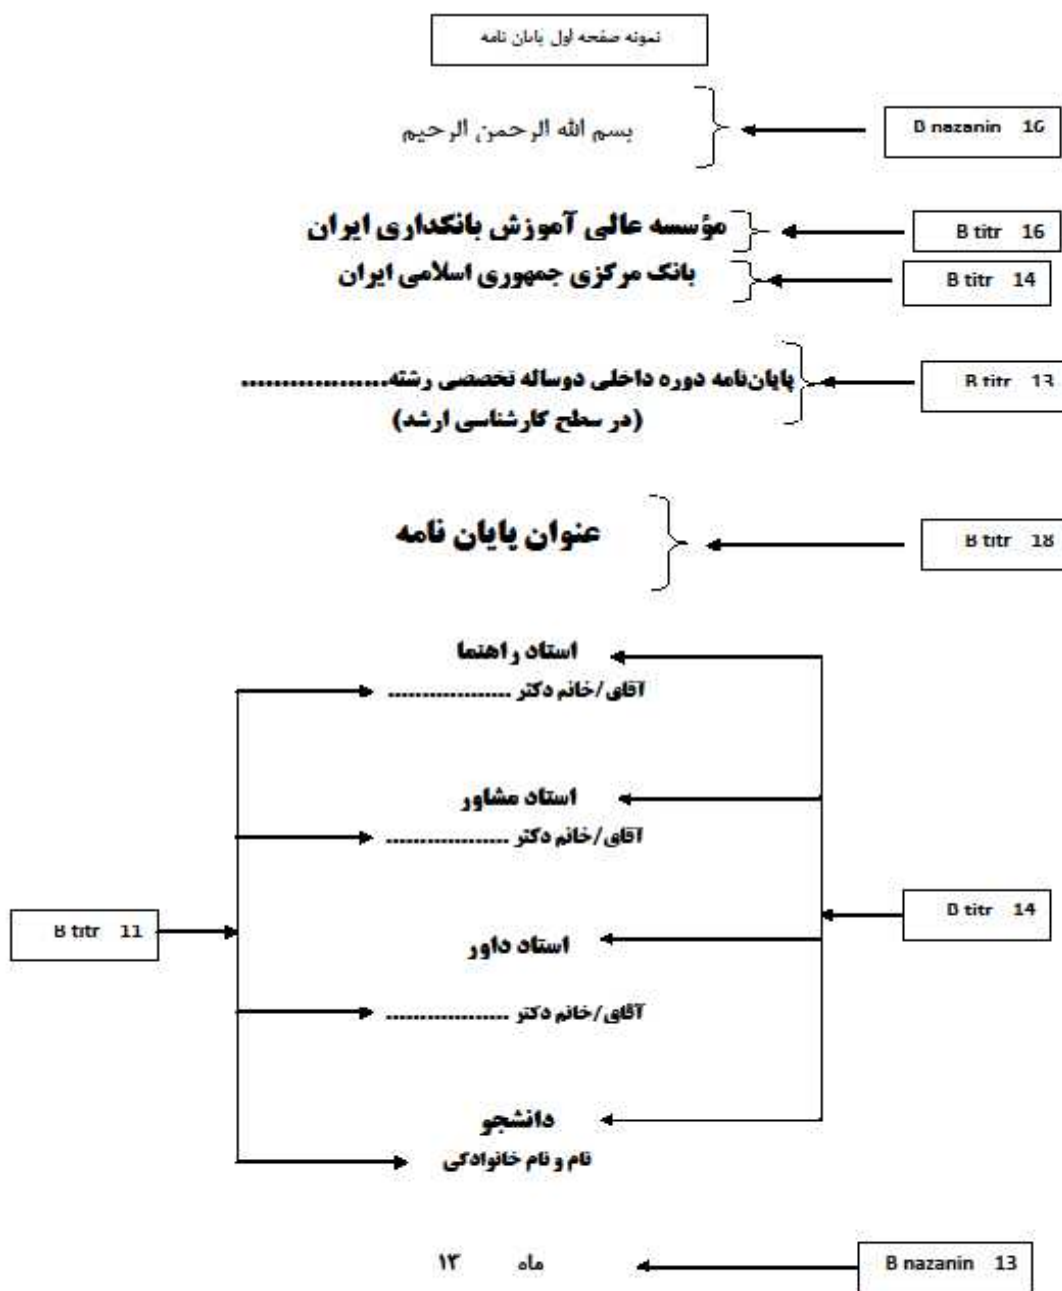 نمونه صفحه اول پایان نامه
بسم الله الرحمن الرحیم
B nazanin 16
مؤسسه عالی آموزش بانکداری ایران
B titr 16
بانک مرکزی جمهوری اسلامی ایران
B titr 14
پایان‌نامه دوره داخلی دوساله تخصصی رشته..................
B titr 13
(در سطح کارشناسی ارشد)
عنوان پایان نامه
B titr 18
استاد راهنما
آقای/خانم دکتر ..................
استاد مشاور
آقای/خانم دکتر ..................
B titr 14
B titr 11
استاد داور
آقای/خانم دکتر ..................
دانشجو
نام و نام خانوادگی
ماه ۱۳
B nazanin 13